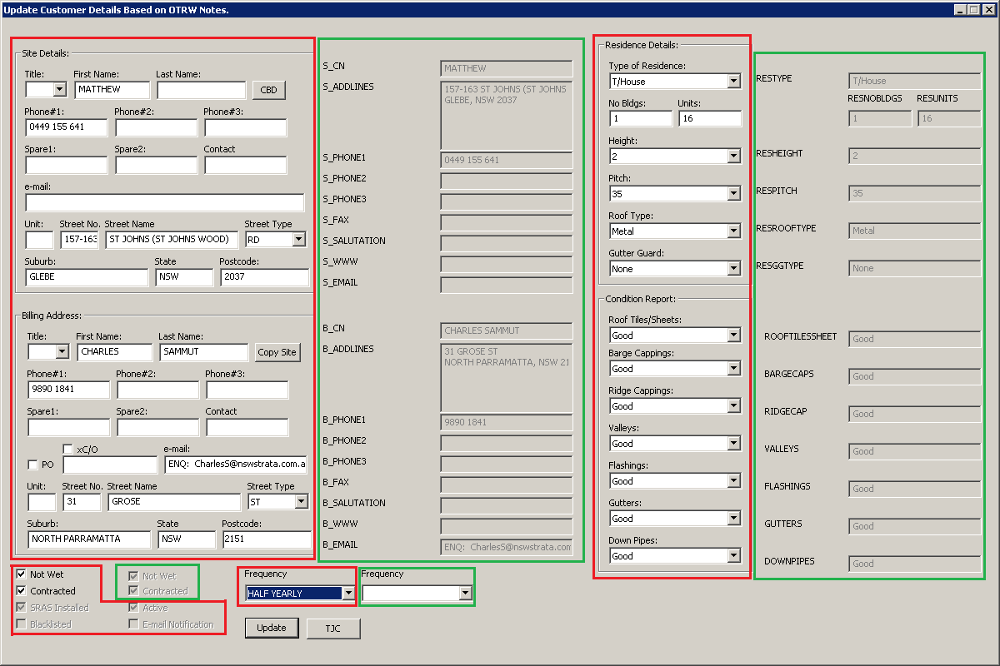 Update Customer Details Based on OTRW Notes.
Site Details:
Title: First Name: Last Name:
MATTHEW CBD
Phone#1: Phone#2: Phone#3:
0449 155 641
Spare1: Spare2: Contact
e-mail:
Unit: Street No. Street Name Street Type
157-163 ST JOHNS (ST JOHNS WOOD) RD
Suburb: State Postcode:
GLEBE NSW 2037
Billing Address:
Title: First Name: Last Name:
CHARLES SAMMUT Copy Site
Phone#1: Phone#2: Phone#3:
9890 1841
Spare1: Spare2: Contact
xC/O e-mail:
PO ENQ: CharlesS@nswstrata.com.a
Unit: Street No. Street Name Street Type
31 GROSE ST
Suburb: State Postcode:
NORTH PARRAMATTA NSW 2151
Not Wet Not Wet
Contracted Contracted
SRAS Installed Active
Blacklisted E-mail Notification
S_CN MATTHEW
S_ADDLINES 157-163 ST JOHNS (ST JOHNS
GLEBE, NSW 2037
S_PHONE1 0449 155 641
S_PHONE2
S_PHONE3
S_FAX
S_SALUTATION
S_WWW
S_EMAIL
B_CN CHARLES SAMMUT
B_ADDLINES 31 GROSE ST
NORTH PARRAMATTA, NSW 21
B_PHONE1 9890 1841
B_PHONE2
B_PHONE3
B_FAX
B_SALUTATION
B_WWW
B_EMAIL ENQ: CharlesS@nswstrata.com
Frequency Frequency
HALF YEARLY
Update TJC
Residence Details:
Type of Residence:
T/House
No Bldgs: Units:
1 16
Height:
2
Pitch:
35
Roof Type:
Metal
Gutter Guard:
None
Condition Report:
Roof Tiles/Sheets:
Good
Barge Cappings:
Good
Ridge Cappings:
Good
Valleys:
Good
Flashings:
Good
Gutters:
Good
Down Pipes:
Good
RESTYPE T/House
RESNOBLDGS RESUNITS
1 16
RESHEIGHT 2
RESPITCH 35
RESROOFTYPE Metal
RESGGTYPE None
ROOFTILESSHEET Good
BARGECAPS Good
RIDGECAP Good
VALLEYS Good
FLASHINGS Good
GUTTERS Good
DOWNPIPES Good